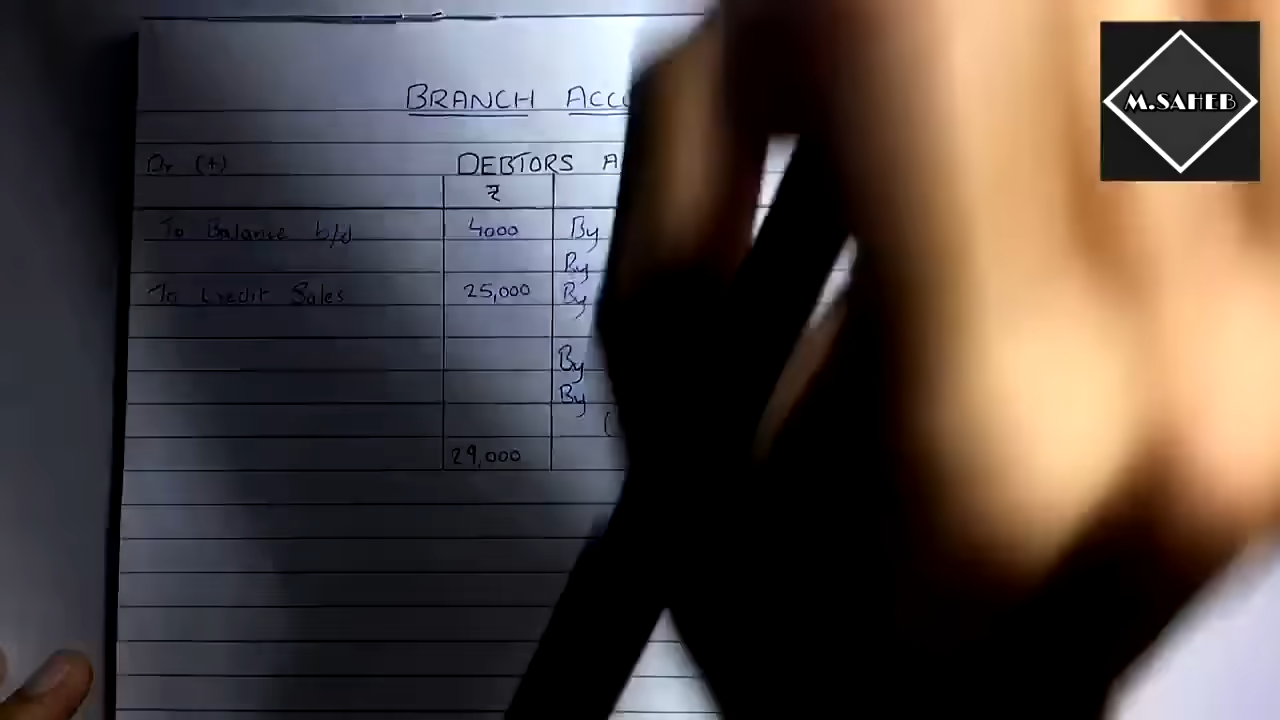 M.SAHEB
BRANCH
Dr (+) DEBTORS A
₹
To Balance b/d 4000 By
By
To Credit Sales 25,000 By
By
By
(
29,000